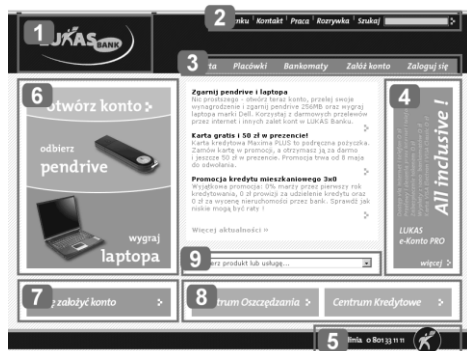 1
LUKAS
BANK
2
nku Kontakt Praca Rozrywka Szukaj
3
ta Placówki Bankomaty Załóż konto Zaloguj się
6
otwórz konto
odbierz
pendrive
wygraj
laptopa
Zgarnij pendrive i laptopa
Nic prostszego - otwórz teraz konto, przelej swoje
wynagrodzenie i zgarnij pendrive 256MB oraz wygraj
laptopa marki Dell. Korzystaj z darmowych przelewów
przez internet i innych zalet kont w LUKAS Banku.
Karta gratis i 50 zł w prezencie!
Karta kredytowa Maxima PLUS to podręczna pożyczka.
Zamów kartę w promocji, a otrzymasz ją za darmo
i jeszcze 50 zł w prezencie. Promocja trwa od 8 maja
do odwołania.
Promocja kredytu mieszkaniowego 3x0
Wyjątkowa promocja: 0% marży przez pierwszy rok
kredytowania, 0 zł prowizji za udzielenie kredytu oraz
0 zł za wycenę nieruchomości przez bank. Sprawdź jak
niskie mogą być raty !
Więcej aktualności »
4
All inclusive !
LUKAS
e-Konto PRO
więcej
9
erz produkt lub usługę...
7
założyć konto
8
trum Oszczędzania
Centrum Kredytowe
5
linia 0 801 33 11 11